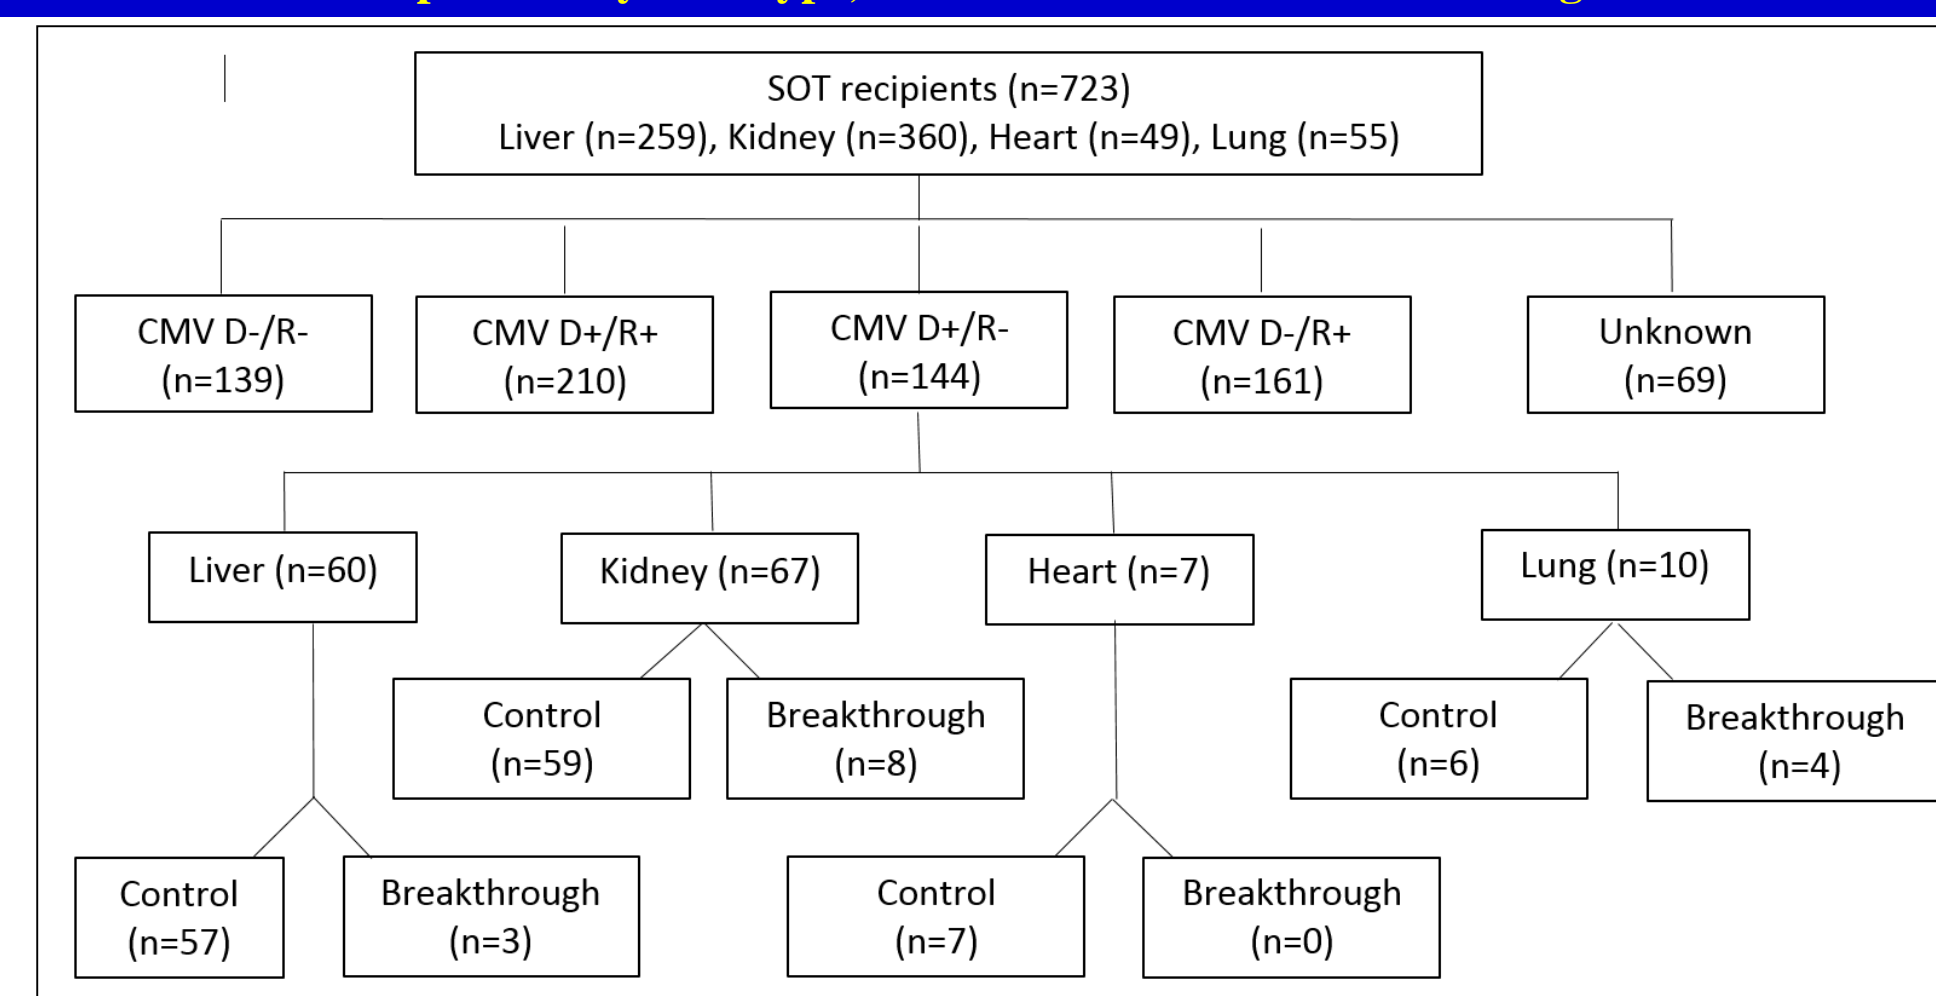 SOT recipients (n=723)
Liver (n=259), Kidney (n=360), Heart (n=49), Lung (n=55)
CMV D-/R-
(n=139)
CMV D+/R+
(n=210)
CMV D+/R-
(n=144)
CMV D-/R+
(n=161)
Unknown
(n=69)
Liver (n=60)
Kidney (n=67)
Heart (n=7)
Lung (n=10)
Control
(n=59)
Breakthrough
(n=8)
Control
(n=6)
Breakthrough
(n=4)
Control
(n=57)
Breakthrough
(n=3)
Control
(n=7)
Breakthrough
(n=0)